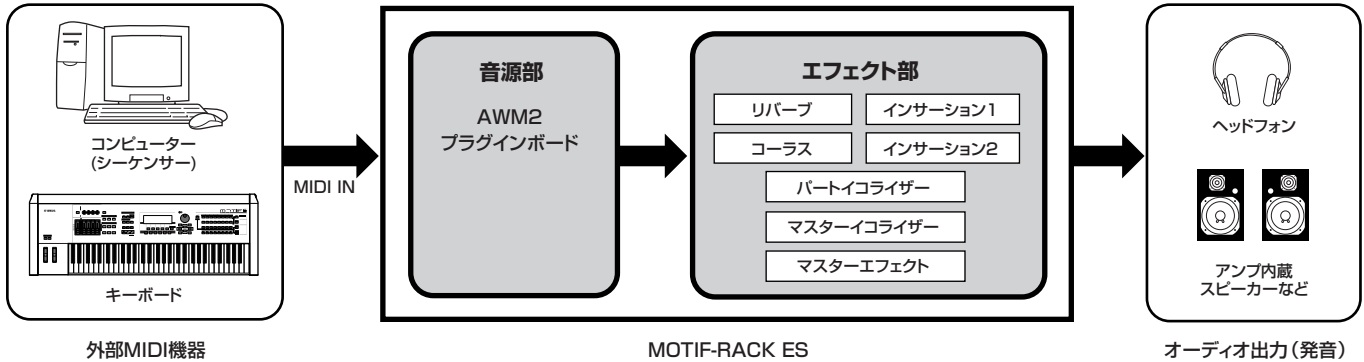 コンピューター
(シーケンサー)
キーボード
外部MIDI機器
MIDI IN
音源部
AWM2
プラグインボード
エフェクト部
リバーブ
インサーション1
コーラス
インサーション2
パートイコライザー
マスターイコライザー
マスターエフェクト
MOTIF-RACK ES
ヘッドフォン
アンプ内蔵
スピーカーなど
オーディオ出力(発音)